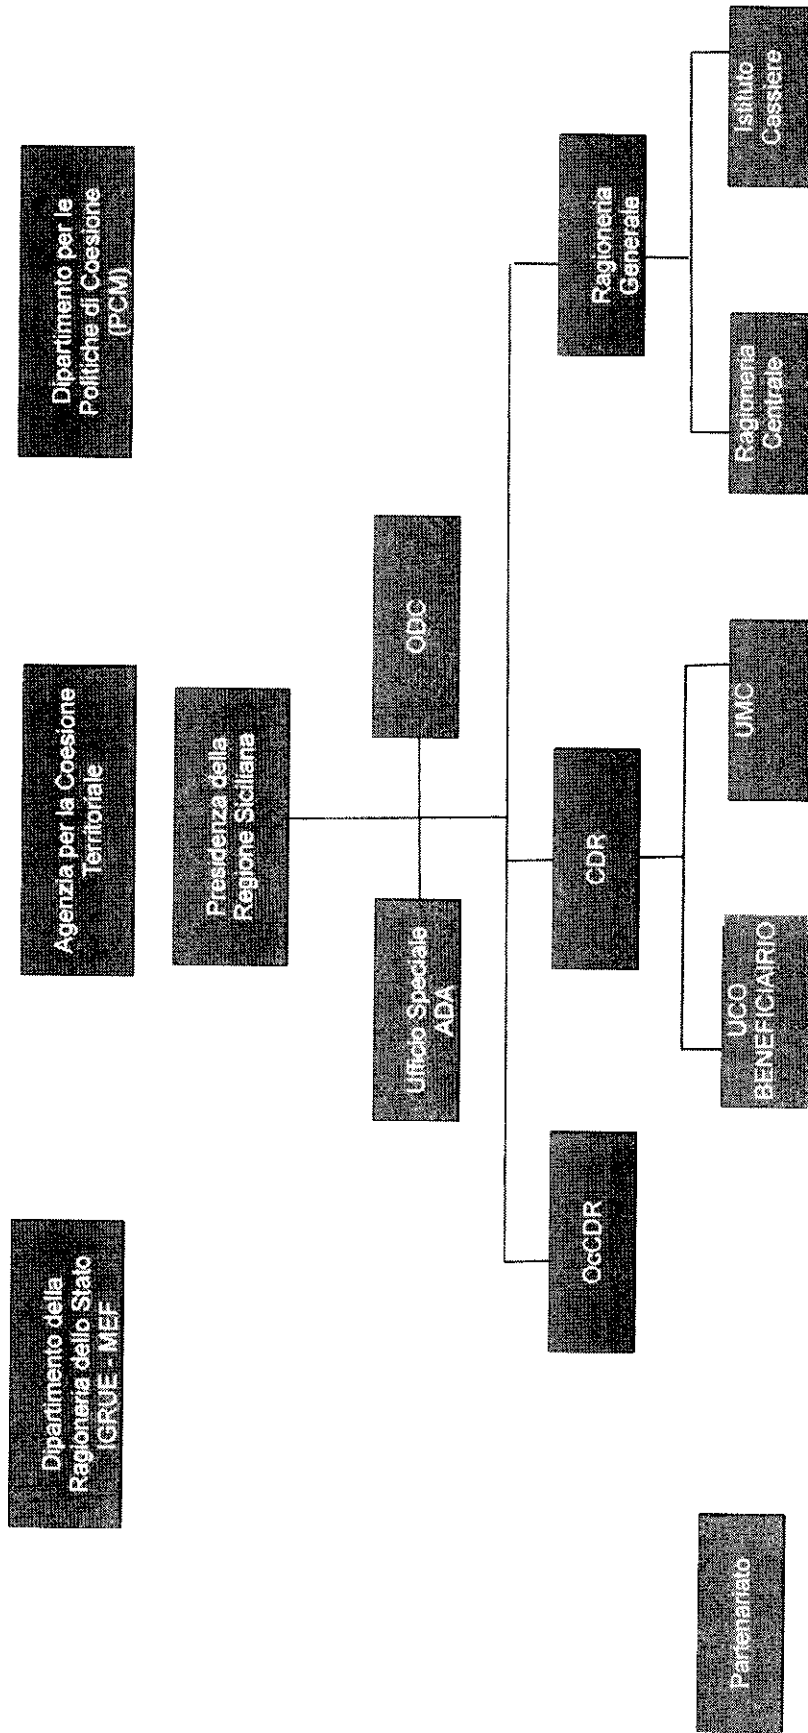 Dipartimento della
Ragioneria dello Stato
IGRUE - MEF
Agenzia per la Coesione
Territoriale
Dipartimento per le
Politiche di Coesione
(PCM)
Presidenza della
Regione Siciliana
Ufficio Speciale
ADA
ODC
OcCDR
CDR
Ragioneria
Generale
Partenariato
UCO
BENEFICIAIRIO
UMC
Ragioneria
Centrale
Istituto
Cassiere